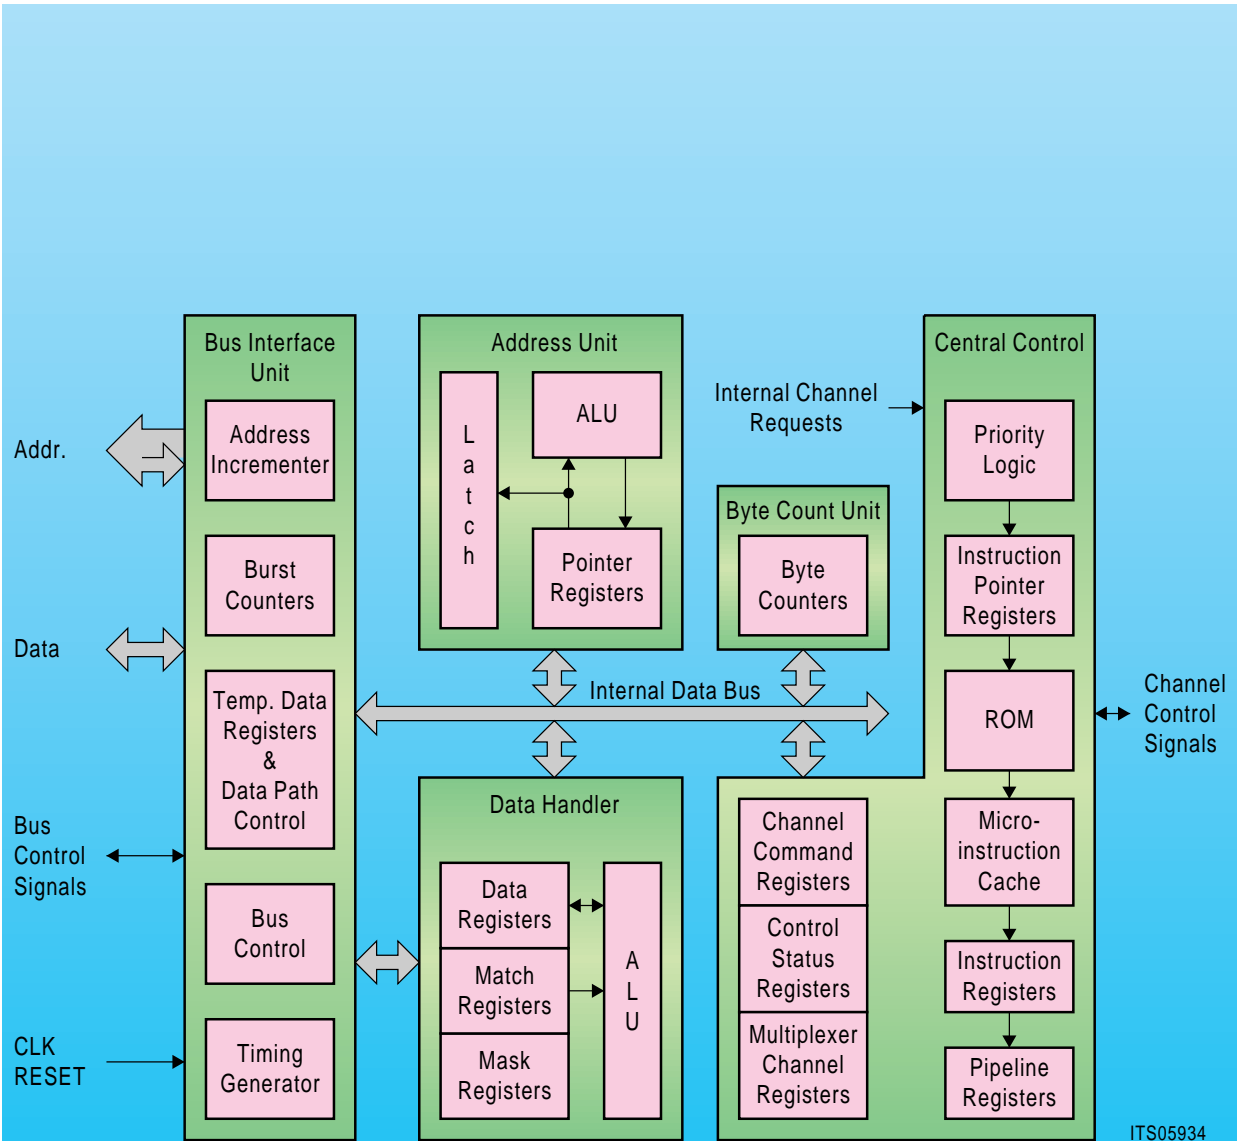 Bus Interface
Unit
Address
Incrementer
Burst
Counters
Temp. Data
Registers
&
Data Path
Control
Bus
Control
Timing
Generator
Addr.
Data
Bus
Control
Signals
CLK
RESET
Address Unit
Latch
ALU
Pointer
Registers
Internal Data Bus
Data Handler
Data
Registers
Match
Registers
Mask
Registers
ALU
Internal Channel
Requests
Byte Count Unit
Byte
Counters
Central Control
Priority
Logic
Instruction
Pointer
Registers
ROM
Micro-
instruction
Cache
Instruction
Registers
Pipeline
Registers
Channel
Command
Registers
Control
Status
Registers
Multiplexer
Channel
Registers
Channel
Control
Signals
ITS05934